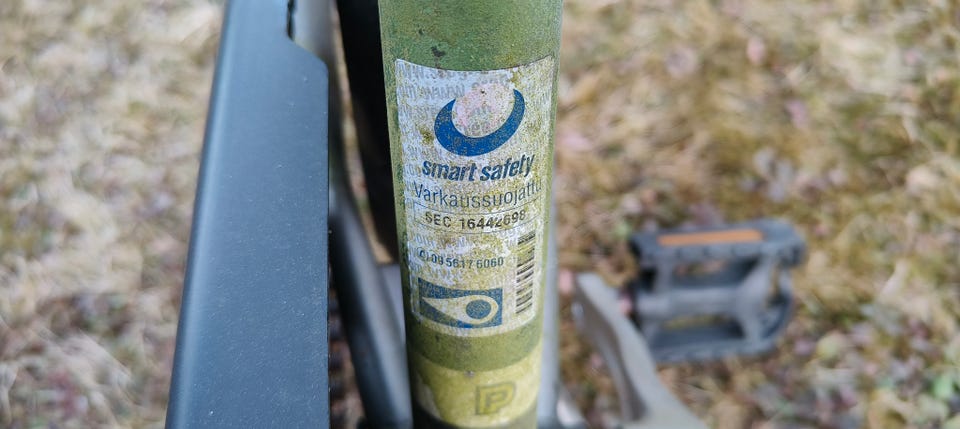 smart safety
Varkaussuojattu
SEC 16442698
09 5617 6060
P